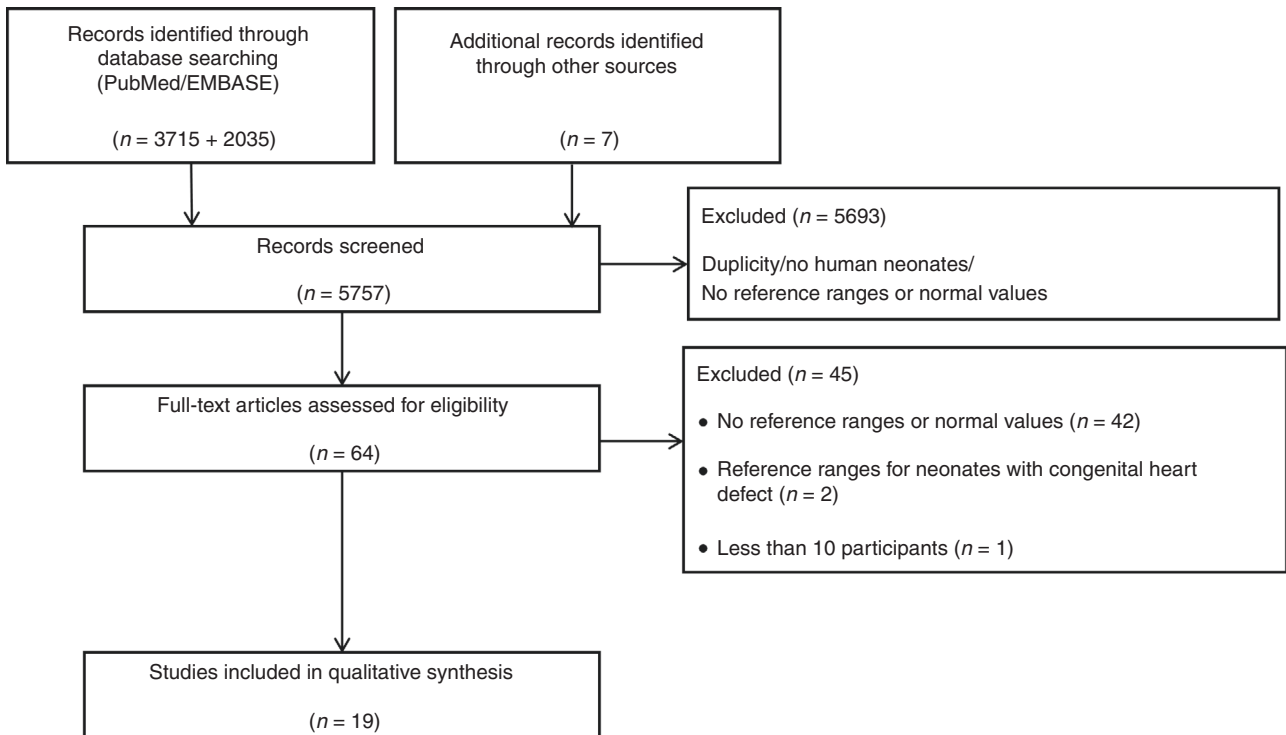 Records identified through
database searching
(PubMed/EMBASE)
(n = 3715 + 2035)
Additional records identified
through other sources
(n = 7)
Records screened
(n = 5757)
Excluded (n = 5693)
Duplicity/no human neonates/
No reference ranges or normal values
Full-text articles assessed for eligibility
(n = 64)
Excluded (n = 45)
• No reference ranges or normal values (n = 42)
• Reference ranges for neonates with congenital heart
defect (n = 2)
• Less than 10 participants (n = 1)
Studies included in qualitative synthesis
(n = 19)